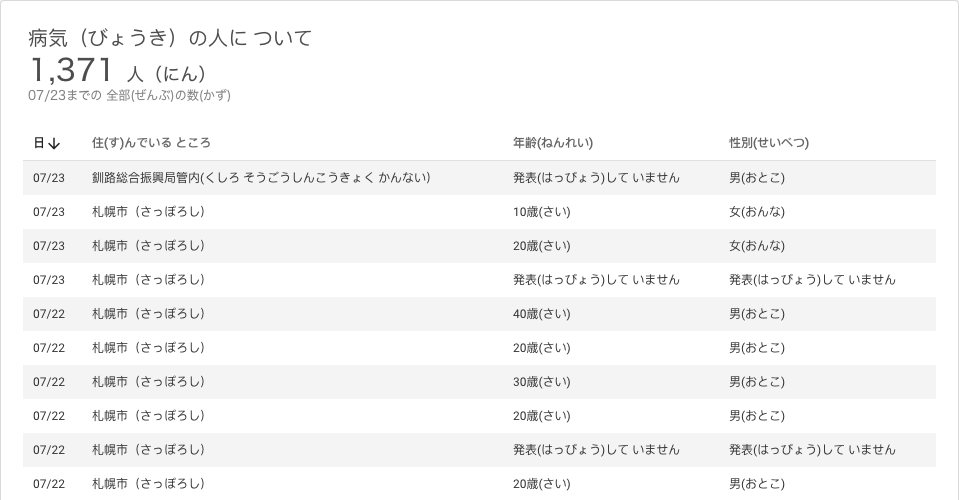 病気（びょうき）の人に ついて
1,371 人（にん）
07/23までの 全部(ぜんぶ)の数(かず)
日↓ 住(す)んでいる ところ 年齢(ねんれい) 性別(せいべつ)
07/23 釧路総合振興局管内(くしろ そうごうしんこうきょく かんない） 発表(はっぴょう)して いません 男(おとこ)
07/23 札幌市（さっぽろし） 10歳(さい) 女(おんな)
07/23 札幌市（さっぽろし） 20歳(さい) 女(おんな)
07/23 札幌市（さっぽろし） 発表(はっぴょう)して いません 発表(はっぴょう)して いません
07/22 札幌市（さっぽろし） 40歳(さい) 男(おとこ)
07/22 札幌市（さっぽろし） 20歳(さい) 男(おとこ)
07/22 札幌市（さっぽろし） 30歳(さい) 男(おとこ)
07/22 札幌市（さっぽろし） 20歳(さい) 男(おとこ)
07/22 札幌市（さっぽろし） 発表(はっぴょう)して いません 発表(はっぴょう)して いません
07/22 札幌市（さっぽろし） 20歳(さい) 男(おとこ)